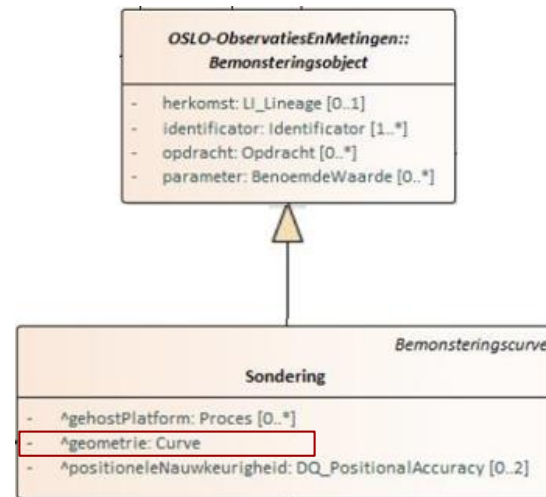 OSLO-ObservatiesEnMetingen::
Bemonsteringsobject
- herkomst: LI_Lineage [0..1]
- identificator: Identificator [1..*]
- opdracht: Opdracht [0..*]
- parameter: BenoemdeWaarde [0..*]
Bemonsteringscurve
Sondering
- ^gehostPlatform: Proces [0..*]
- ^geometrie: Curve
- ^positioneleNauwkeurigheid: DQ_PositionalAccuracy [0..2]